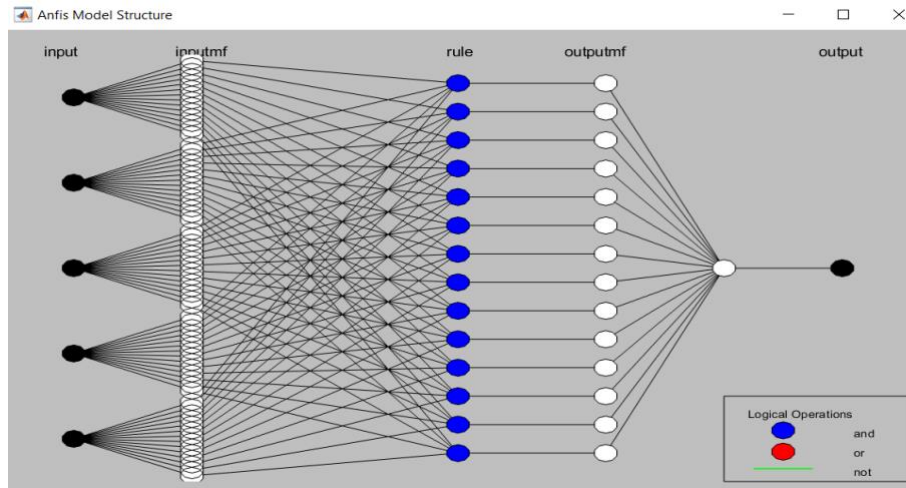 Anfis Model Structure
input inputmf rule outputmf output
Logical Operations
and
or
not